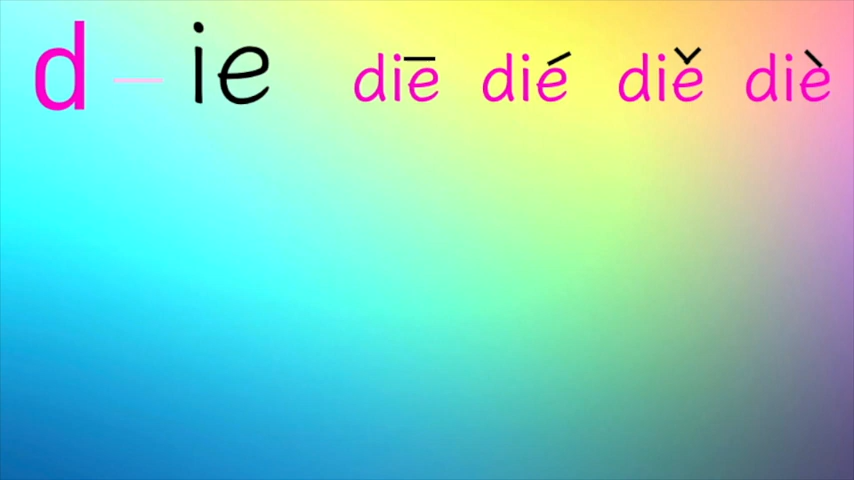 d — ie diē dié diě diè